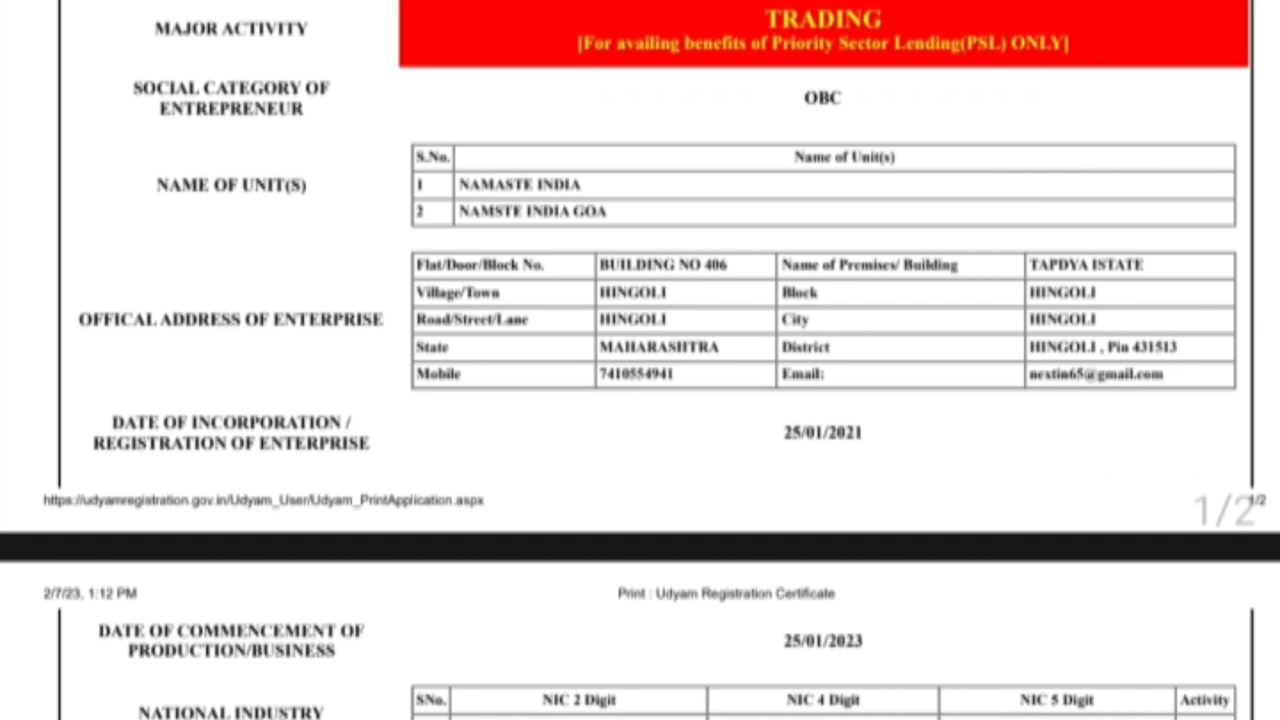 MAJOR ACTIVITY
TRADING
[For availing benefits of Priority Sector Lending(PSL) ONLY]
SOCIAL CATEGORY OF
ENTREPRENEUR
OBC
NAME OF UNIT(S)
S.No. Name of Unit(s)
1 NAMASTE INDIA
2 NAMSTE INDIA GOA
OFFICAL ADDRESS OF ENTERPRISE
Flat/Door/Block No. BUILDING NO 406 Name of Premises/ Building TAPDYA ISTATE
Village/Town HINGOLI Block HINGOLI
Road/Street/Lane HINGOLI City HINGOLI
State MAHARASHTRA District HINGOLI , Pin 431513
Mobile 7410554941 Email: nextin65@gmail.com
DATE OF INCORPORATION /
REGISTRATION OF ENTERPRISE
25/01/2021
https://udyamregistration.gov.in/Udyam_User/Udyam_PrintApplication.aspx 1/2
1/2
2/7/23, 1:12 PM Print : Udyam Registration Certificate
DATE OF COMMENCEMENT OF
PRODUCTION/BUSINESS
25/01/2023
SNo. NIC 2 Digit NIC 4 Digit NIC 5 Digit Activity
NATIONAL INDUSTRY